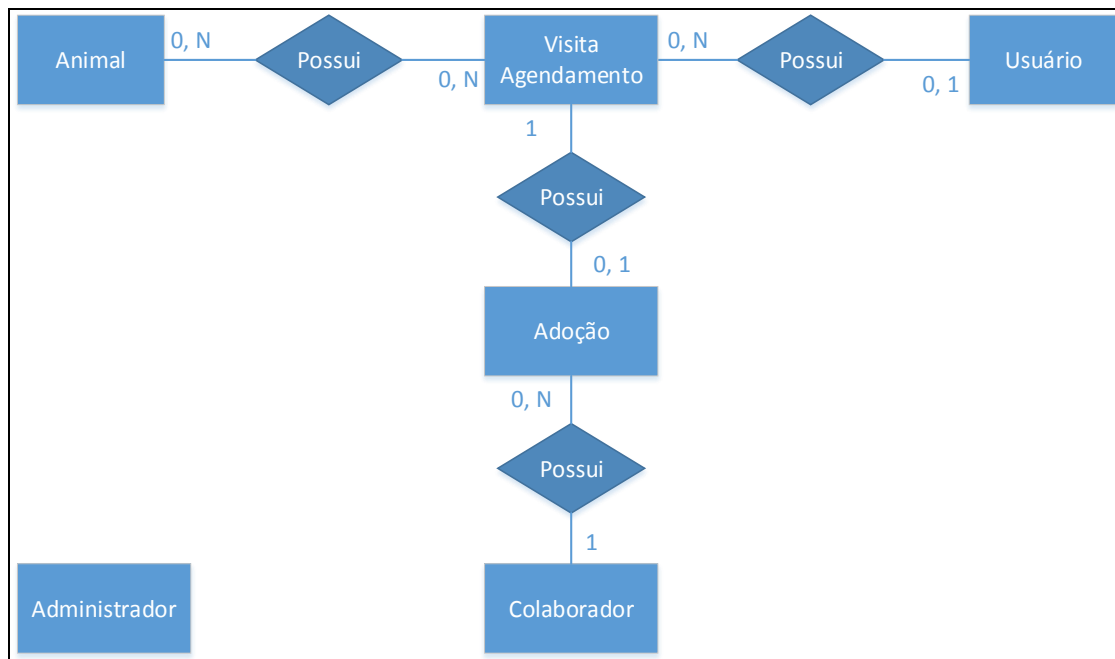 Animal
0, N
Possui
0, N
Visita
Agendamento
0, N
Possui
0, 1
Usuário
1
Possui
0, 1
Adoção
0, N
Possui
1
Administrador
Colaborador